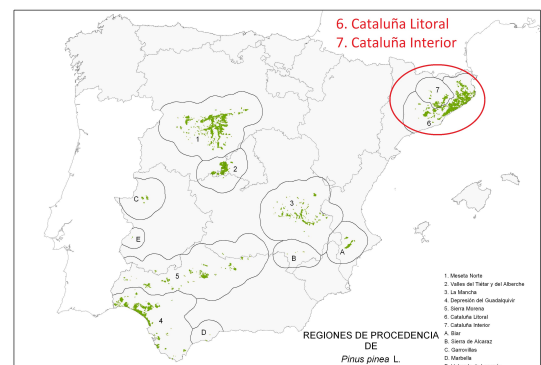 6. Cataluña Litoral
7. Cataluña Interior
7
6
1
2
C
3
E
B
A
5
4
D
1. Meseta Norte
2. Valles del Tiétar y del Alberche
3. La Mancha
4. Depresión del Guadalquivir
5. Sierra Morena
6. Cataluña Litoral
7. Cataluña Interior
A. Biar
B. Sierra de Alcaraz
C. Garrovillas
D. Marbella
REGIONES DE PROCEDENCIA
DE
Pinus pinea L.